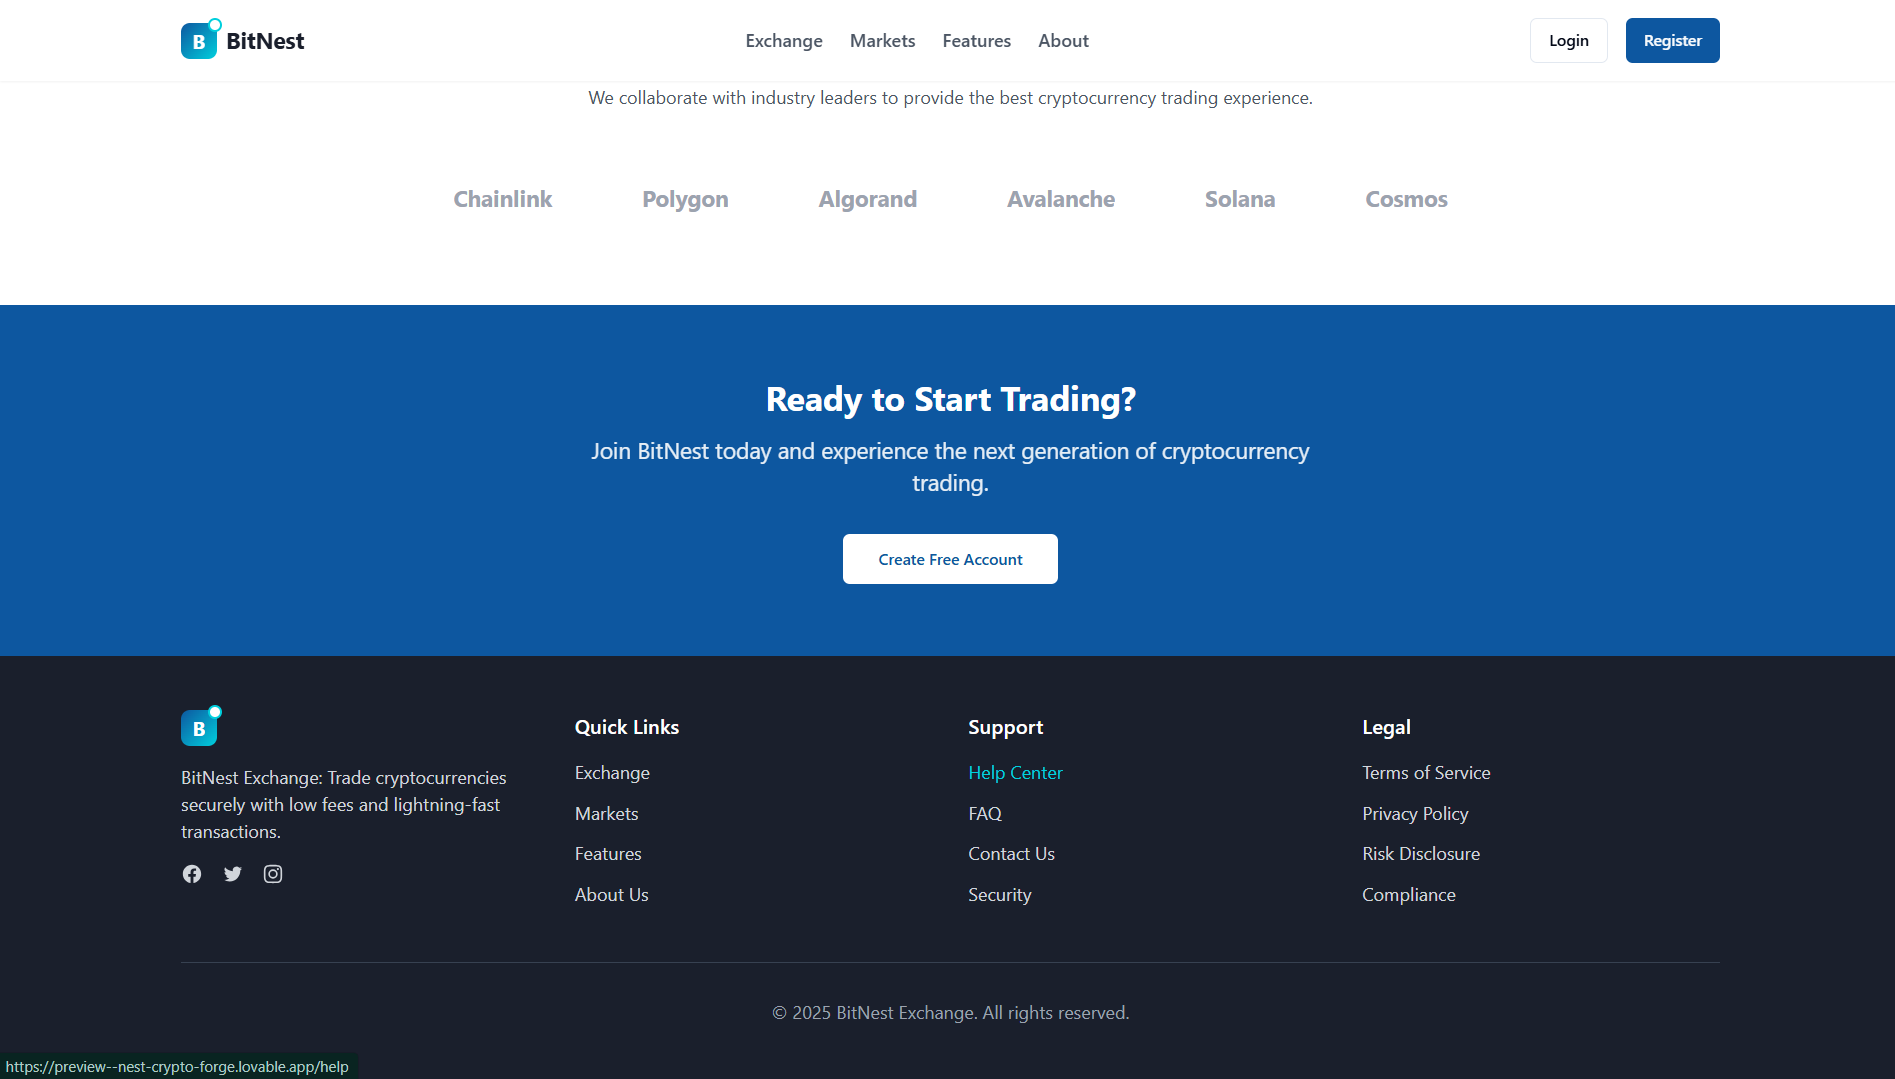 B BitNest
Exchange Markets Features About
Login Register
We collaborate with industry leaders to provide the best cryptocurrency trading experience.
Chainlink Polygon Algorand Avalanche Solana Cosmos
Ready to Start Trading?
Join BitNest today and experience the next generation of cryptocurrency
trading.
Create Free Account
B
BitNest Exchange: Trade cryptocurrencies
securely with low fees and lightning-fast
transactions.
Quick Links
Exchange
Markets
Features
About Us
Support
Help Center
FAQ
Contact Us
Security
Legal
Terms of Service
Privacy Policy
Risk Disclosure
Compliance
© 2025 BitNest Exchange. All rights reserved.
https://preview--nest-crypto-forge.lovable.app/help